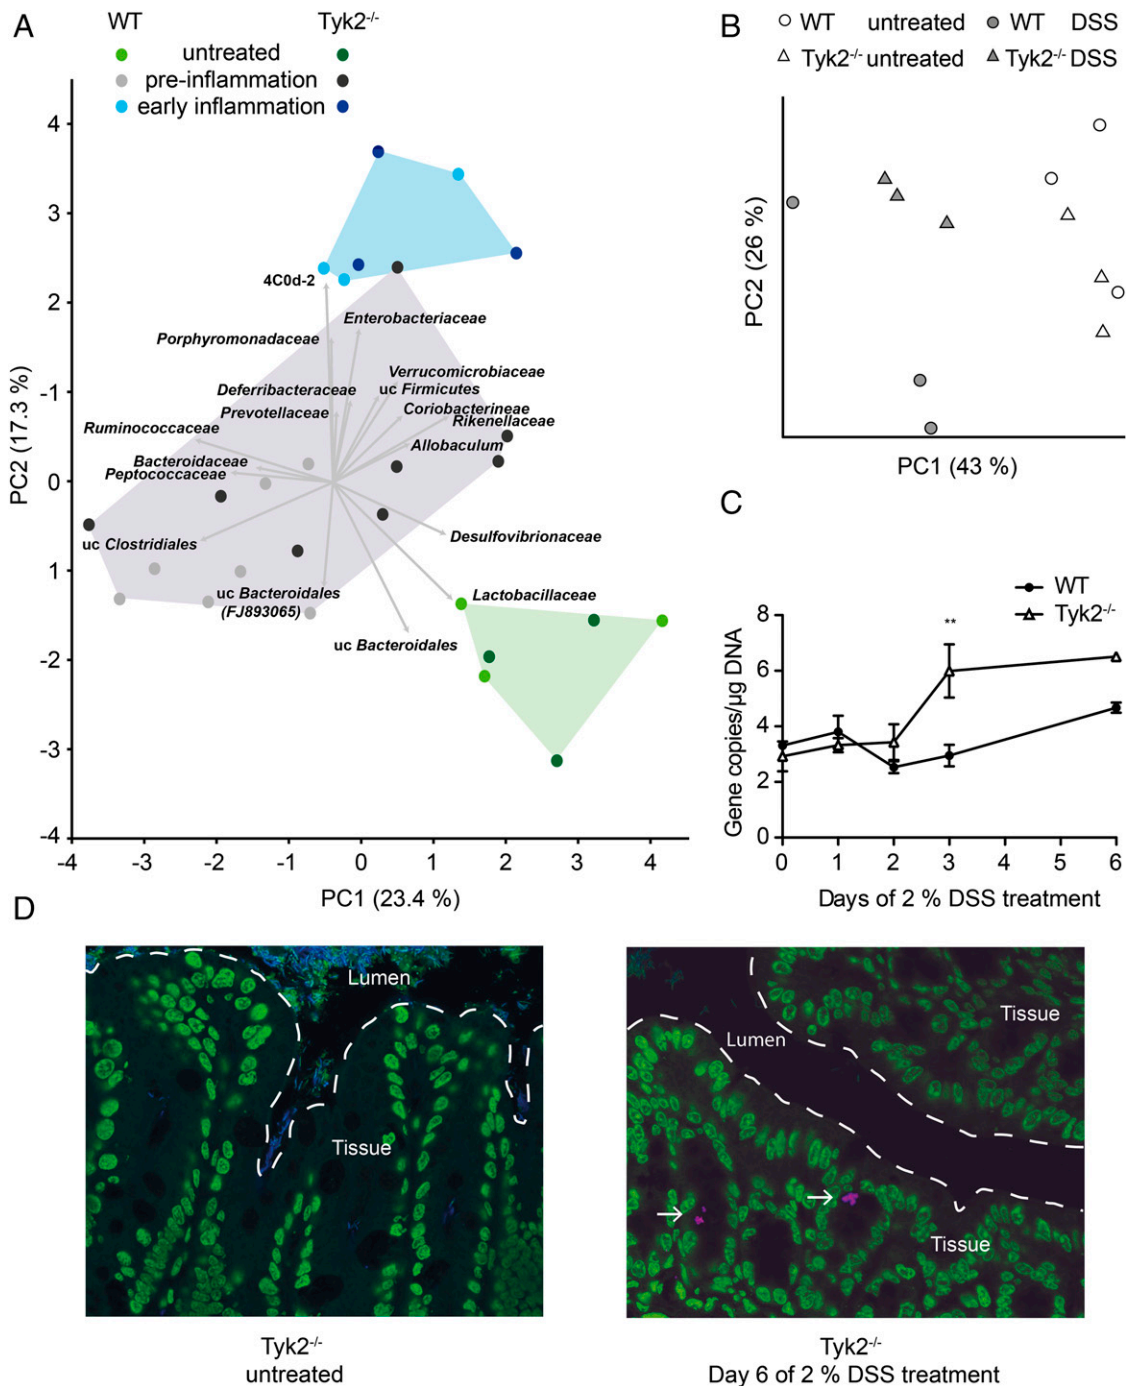 A
WT Tyk2-/-
untreated
pre-inflammation
early inflammation
4
3
2
-1
0
1
-2
-3
-4
PC2 (17.3 %)
4C0d-2
Enterobacteriaceae
Porphyromonadaceae
Verrucomicrobiaceae
Deferribacteraceae
uc Firmicutes
Prevotellaceae
Coriobacterineae
Ruminococcaceae
Rikenellaceae
Allobaculum
Bacteroidaceae
Peptococcaceae
Desulfovibrionaceae
uc Clostridiales
uc Bacteroidales
(FJ893065)
Lactobacillaceae
uc Bacteroidales
-4 -3 -2 -1 0 1 2 3 4
PC1 (23.4 %)
B
WT untreated WT DSS
Tyk2-/- untreated Tyk2-/- DSS
PC2 (26 %)
PC1 (43 %)
C
WT
Tyk2-/-
**
8
6
4
2
0
Gene copies/µg DNA
0 1 2 3 4 5 6
Days of 2 % DSS treatment
D
Lumen
Tissue
Tyk2-/-
untreated
Tissue
Lumen
Tissue
Tyk2-/-
Day 6 of 2 % DSS treatment